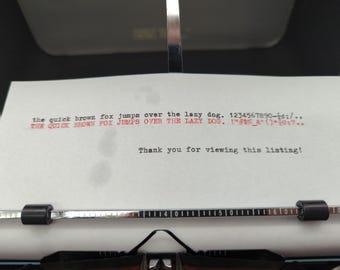 the quick brown fox jumps over the lazy dog. 1234567890
THE QUICK BROWN FOX JUMPS OVER THE LAZY DOG.
Thank you for viewing this listing!